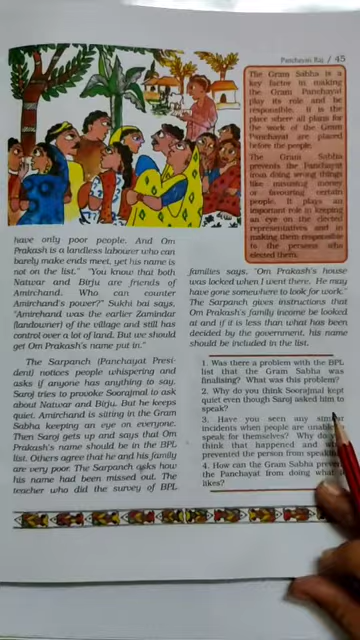 Panchayati Raj / 45
The Gram Sabha is a
key factor in making
the Gram Panchayat
play its role and be
responsible. It is the
place where all plans for
the work of the Gram
Panchayat are placed
before the people.
The Gram Sabha
prevents the Panchayat
from doing wrong things
like misusing money
or favouring certain
people. It plays an
important role in keeping
an eye on the elected
representatives and in
making them responsible
to the persons who
elected them.
have only poor people. And Om
Prakash is a landless labourer who can
barely makes ends meet, yet his name is
not on the list." "You know that both
Natwar and Birju are friends of
Amirchand. Who can counter
Amirchand's power?" Sukhi bai says,
"Amirchand was the earlier Zamindar
(landowner) of the village and still has
control over a lot of land. But we should
get Om Prakash's name put in."
The Sarpanch (Panchayat Presi-
dent) notices people whispering and
asks if anyone has anything to say.
Saroj tries to provoke Soorajmal to ask
about Natwar and Birju. But he keeps
quiet. Amirchand is sitting in the Gram
Sabha keeping an eye on everyone.
Then Saroj gets up and says that Om
Prakash's name should be in the BPL
list. Others agree that he and his family
are very poor. The Sarpanch asks how
his name had been missed out. The
teacher who did the survey of BPL
families says, "Om Prakash's house
was locked when I went there. He may
have gone somewhere to look for work."
The Sarpanch gives instructions that
Om Prakash's family income be looked
at and if it is less than what has been
decided by the government, his name
should be included in the list.
1. Was there a problem with the BPL
list that the Gram Sabha was
finalising? What was this problem?
2. Why do you think Soorajmal kept
quiet even though Saroj asked him to
speak?
3. Have you seen any
incidents when people are
speak for themselves? Why do
think that happened and
prevented the person from
4. How can the Gram Sabha
the Panchayat from doing what
likes?